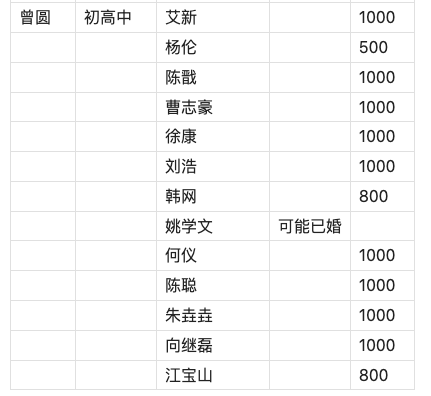 曾圆 初高中 艾新 1000
杨伦 500
陈戬 1000
曹志豪 1000
徐康 1000
刘浩 1000
韩网 800
姚学文 可能已婚
何仪 1000
陈聪 1000
朱垚垚 1000
向继磊 1000
江宝山 800